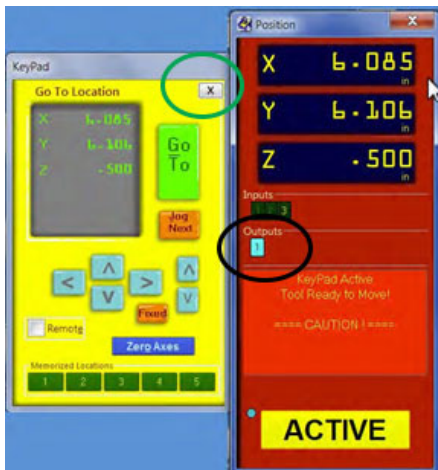 KeyPad
Go To Location
X
X 6.085
Y 6.106
Z .500
Go
To
Jog
Next
<
Λ
V
>
Λ
V
Fixed
Remote
Zero Axes
Memorized Locations
1 2 3 4 5
Position
X
X 6.085
in
Y 6.106
in
Z .500
in
Inputs
1 2 3
Outputs
1
KeyPad Active
Tool Ready to Move!
==== CAUTION ! ====
ACTIVE